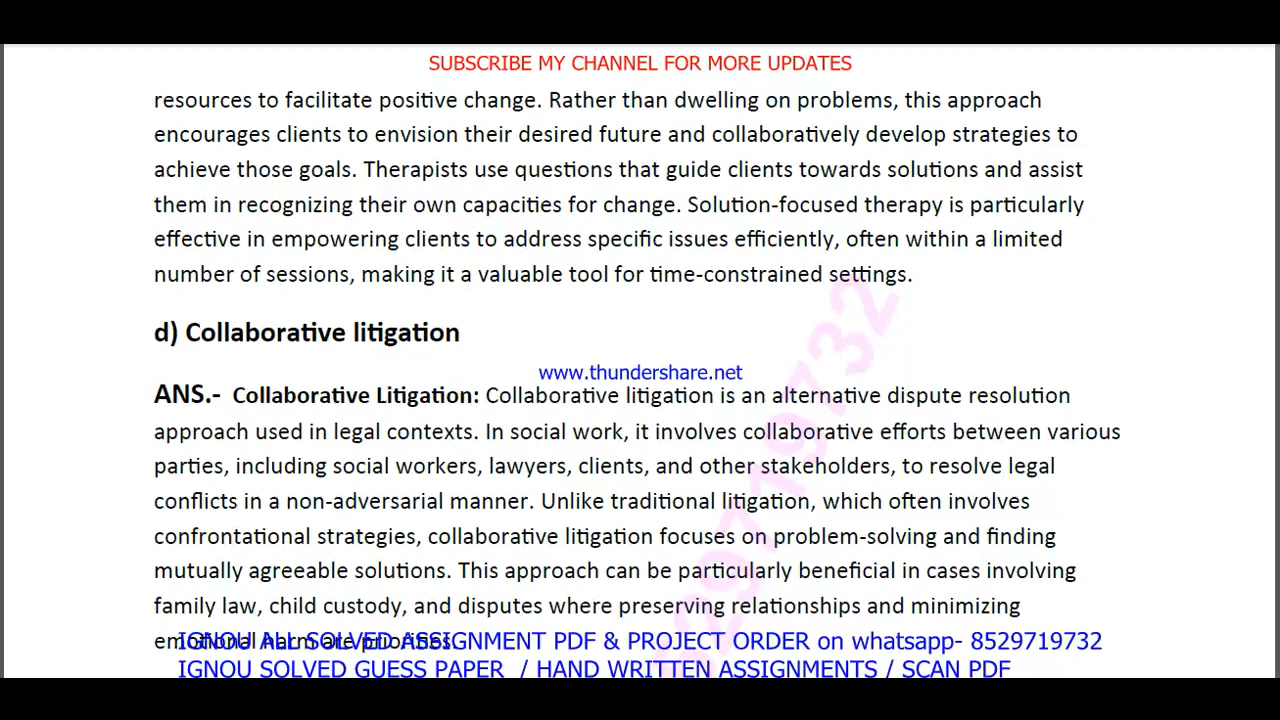 SUBSCRIBE MY CHANNEL FOR MORE UPDATES
resources to facilitate positive change. Rather than dwelling on problems, this approach
encourages clients to envision their desired future and collaboratively develop strategies to
achieve those goals. Therapists use questions that guide clients towards solutions and assist
them in recognizing their own capacities for change. Solution-focused therapy is particularly
effective in empowering clients to address specific issues efficiently, often within a limited
number of sessions, making it a valuable tool for time-constrained settings.
d) Collaborative litigation
www.thundershare.net
ANS.- Collaborative Litigation: Collaborative litigation is an alternative dispute resolution
approach used in legal contexts. In social work, it involves collaborative efforts between various
parties, including social workers, lawyers, clients, and other stakeholders, to resolve legal
conflicts in a non-adversarial manner. Unlike traditional litigation, which often involves
confrontational strategies, collaborative litigation focuses on problem-solving and finding
mutually agreeable solutions. This approach can be particularly beneficial in cases involving
family law, child custody, and disputes where preserving relationships and minimizing
emotional harm are priorities.
IGNOU ALL SOLVED ASSIGNMENT PDF & PROJECT ORDER on whatsapp- 8529719732
IGNOU SOLVED GUESS PAPER / HAND WRITTEN ASSIGNMENTS / SCAN PDF
29719732